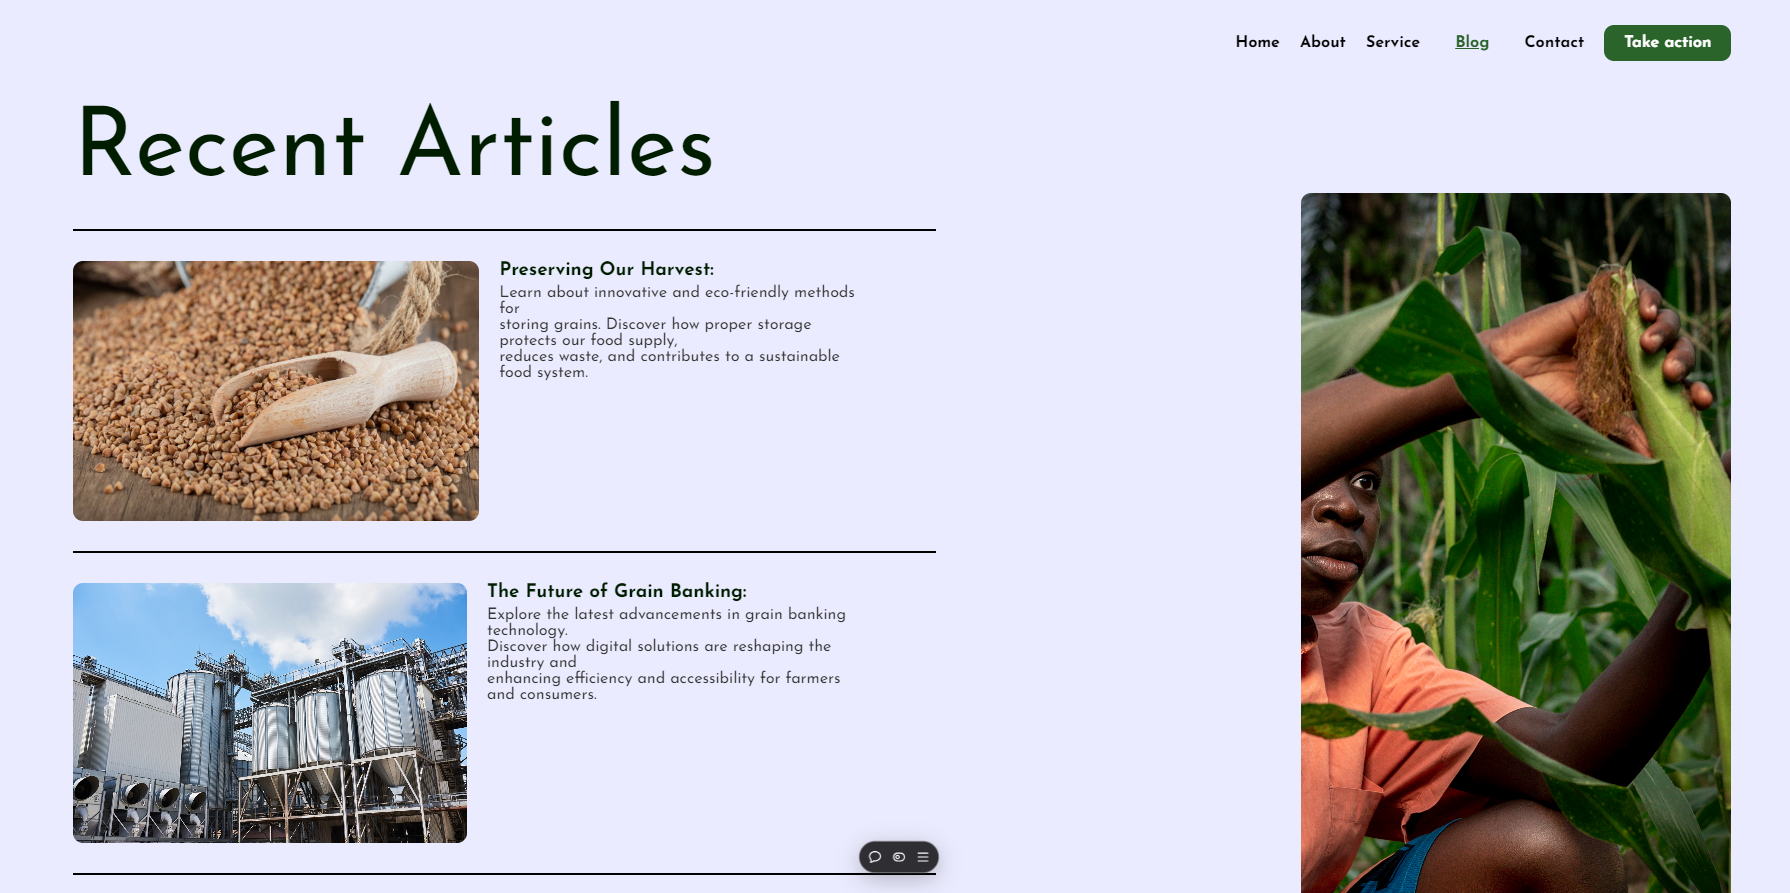 Home About Service Blog Contact Take action
Recent Articles
Preserving Our Harvest:
Learn about innovative and eco-friendly methods
for
storing grains. Discover how proper storage
protects our food supply,
reduces waste, and contributes to a sustainable
food system.
The Future of Grain Banking:
Explore the latest advancements in grain banking
technology.
Discover how digital solutions are reshaping the
industry and
enhancing efficiency and accessibility for farmers
and consumers.